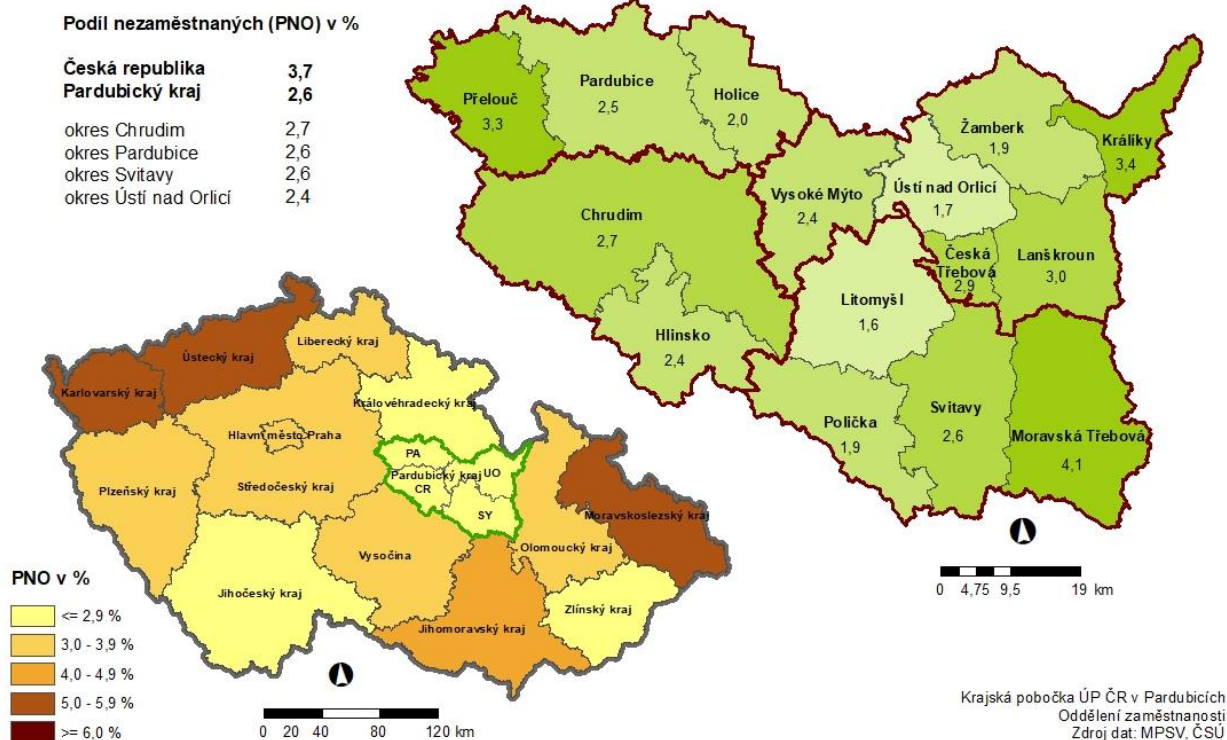 Podíl nezaměstnaných (PNO) v %
Česká republika 3,7
Pardubický kraj 2,6
okres Chrudim 2,7
okres Pardubice 2,6
okres Svitavy 2,6
okres Ústí nad Orlicí 2,4
Přelouč
3,3
Pardubice
2,5
Holice
2,0
Žamberk
1,9
Králíky
3,4
Vysoké Mýto
2,4
Ústí nad Orlicí
1,7
Chrudim
2,7
Česká
Třebová
2,9
Lanškroun
3,0
Litomyšl
1,6
Hlinsko
2,4
Polička
1,9
Svitavy
2,6
Moravská Třebová
4,1
0 4,75 9,5 19 km
Ústecký kraj
Liberecký kraj
Karlovarský kraj
Královéhradecký kraj
Hlavní město Praha
PA
UO
Pardubický kraj
CR
SY
Plzeňský kraj
Středočeský kraj
Moravskoslezský kraj
Vysočina
Olomoucký kraj
Jihočeský kraj
Zlínský kraj
Jihomoravský kraj
PNO v %
<= 2,9 %
3,0 - 3,9 %
4,0 - 4,9 %
5,0 - 5,9 %
>= 6,0 %
0 20 40 80 120 km
Krajská pobočka ÚP ČR v Pardubicích
Oddělení zaměstnanosti
Zdroj dat: MPSV, ČSÚ